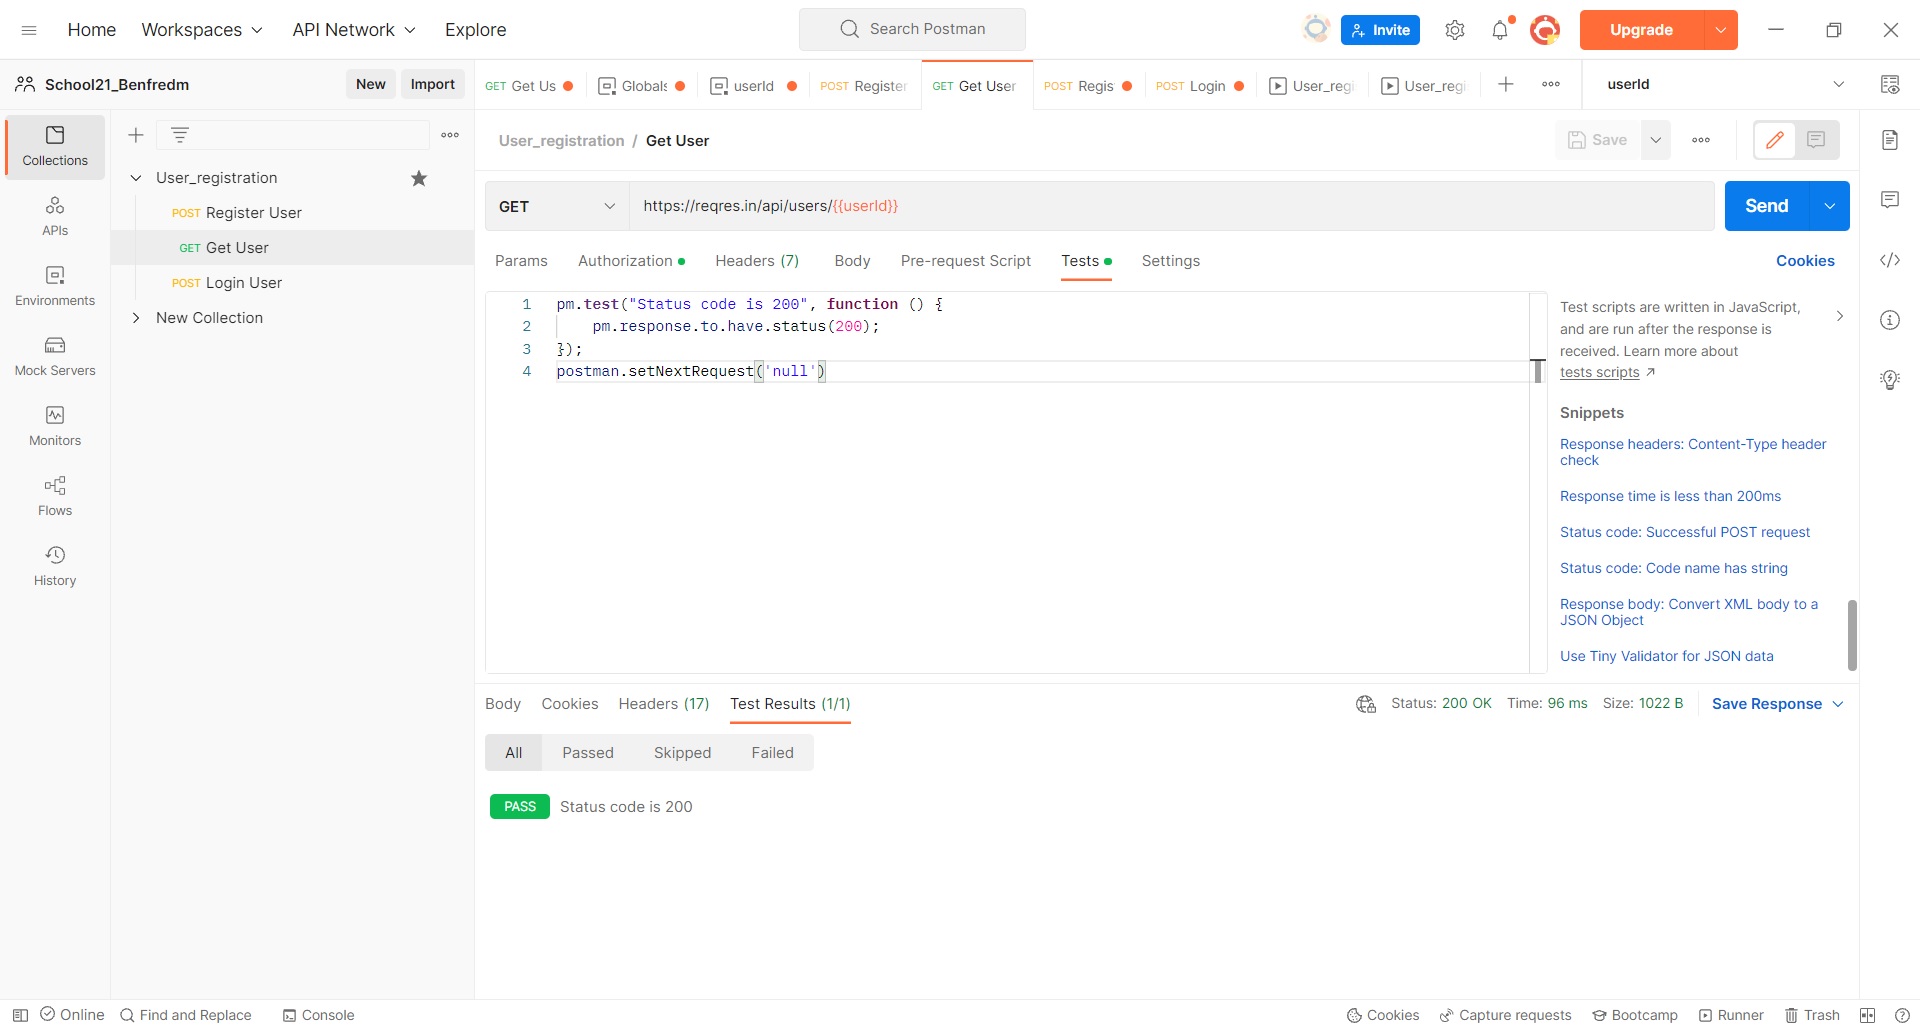 Home
Workspaces
API Network
Explore
Search Postman
Invite
Upgrade
School21_Benfredm
New
Import
GET Get Us
Globals
userId
POST Register
GET Get User
POST Regis
POST Login
User_regi
User_regi
userId
Collections
APIs
Environments
Mock Servers
Monitors
Flows
History
User_registration
POST Register User
GET Get User
POST Login User
New Collection
User_registration / Get User
Save
GET
https://reqres.in/api/users/{{userId}}
Send
Params
Authorization
Headers (7)
Body
Pre-request Script
Tests
Settings
Cookies
1 pm.test("Status code is 200", function () {
2 pm.response.to.have.status(200);
3 });
4 postman.setNextRequest('null')
Test scripts are written in JavaScript,
and are run after the response is
received. Learn more about
tests scripts
Snippets
Response headers: Content-Type header
check
Response time is less than 200ms
Status code: Successful POST request
Status code: Code name has string
Response body: Convert XML body to a
JSON Object
Use Tiny Validator for JSON data
Body
Cookies
Headers (17)
Test Results (1/1)
Status: 200 OK
Time: 96 ms
Size: 1022 B
Save Response
All
Passed
Skipped
Failed
PASS
Status code is 200
Online
Find and Replace
Console
Cookies
Capture requests
Bootcamp
Runner
Trash